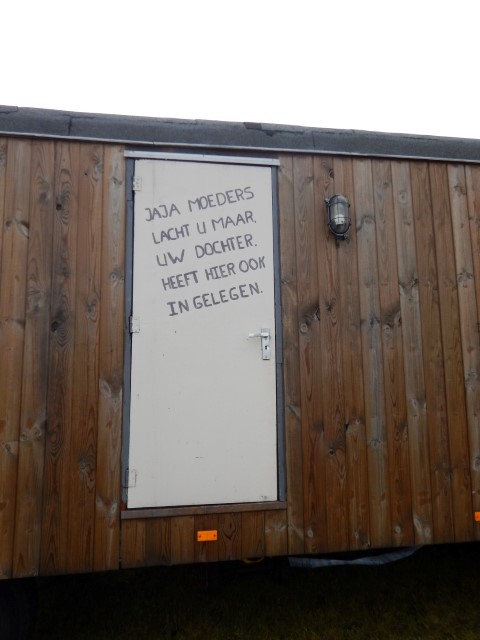 JAJA MOEDERS
LACHT U MAAR.
UW DOCHTER.
HEEFT HIER OOK
IN GELEGEN.